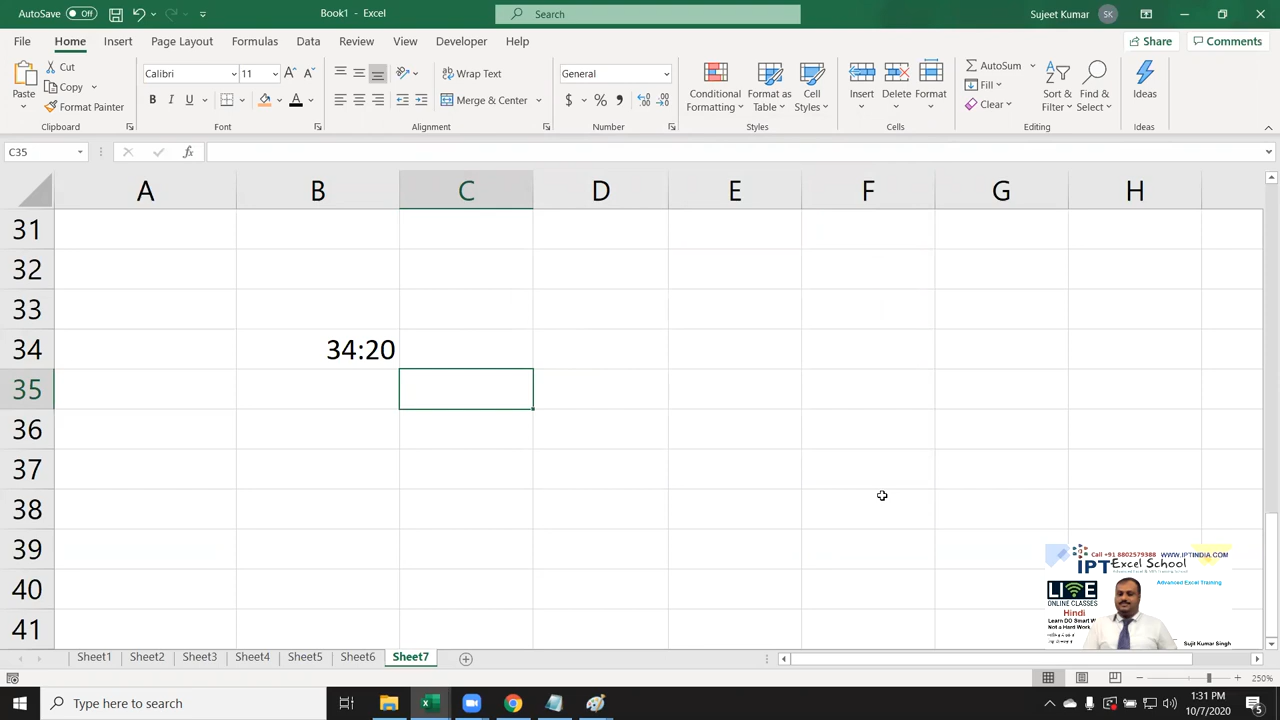 AutoSave Off Book1 - Excel Search Sujeet Kumar SK
File Home Insert Page Layout Formulas Data Review View Developer Help Share Comments
Paste Cut Copy Format Painter Clipboard
Calibri 11 B I U A Font
Wrap Text Merge & Center Alignment
General $ % Number
Conditional Formatting Format as Table Cell Styles Styles
Insert Delete Format Cells
AutoSum Fill Clear Sort & Filter Find & Select Editing
Ideas Ideas
C35 fx
A B C D E F G H
31
32
33
34 34:20
35
36
37
38
39
40
41
Call +91 8802579388 WWW.IPTINDIA.COM
IPT Excel School
Advanced Excel Training
LIVE
ONLINE CLASSES
Hindi
Learn DO Smart W
Not a Hard Work
Sujit Kumar Singh
Sheet1 Sheet2 Sheet3 Sheet4 Sheet5 Sheet6 Sheet7
250%
Type here to search
1:31 PM
10/7/2020
5